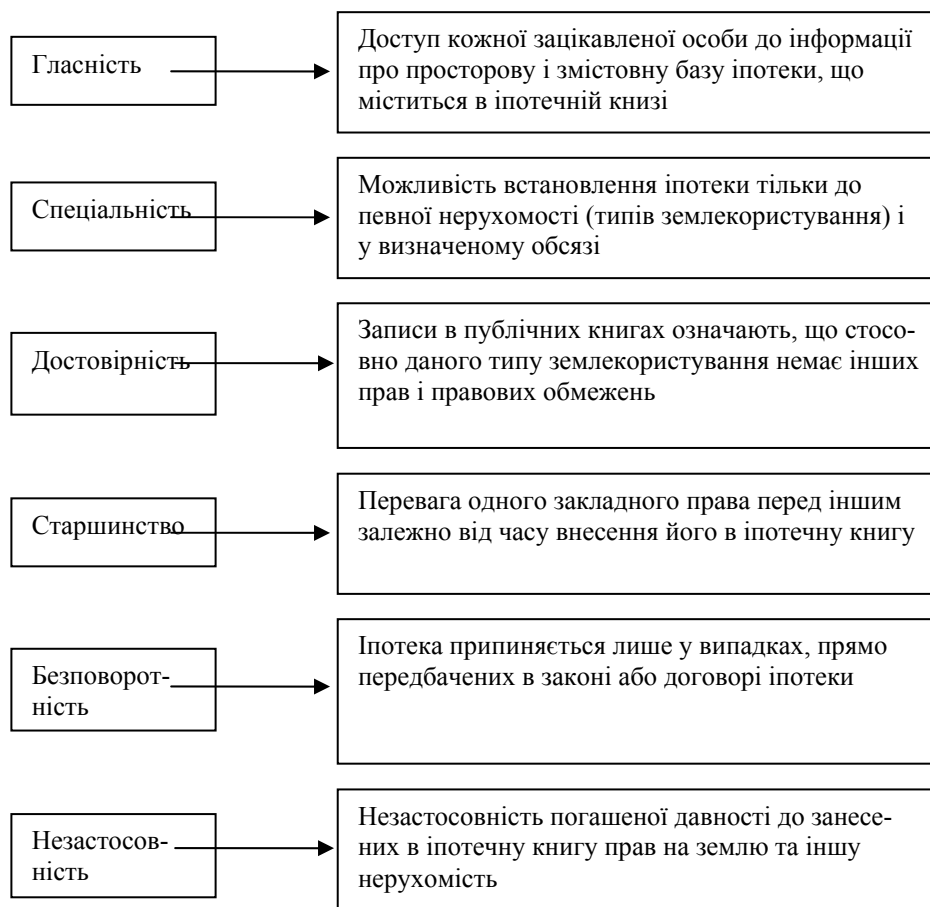 Гласність
Доступ кожної зацікавленої особи до інформації
про просторову і змістовну базу іпотеки, що
міститься в іпотечній книзі
Спеціальність
Можливість встановлення іпотеки тільки до
певної нерухомості (типів землекористування) і
у визначеному обсязі
Достовірність
Записи в публічних книгах означають, що стосо-
вно даного типу землекористування немає інших
прав і правових обмежень
Старшинство
Перевага одного закладного права перед іншим
залежно від часу внесення його в іпотечну книгу
Безповорот-
ність
Іпотека припиняється лише у випадках, прямо
передбачених в законі або договорі іпотеки
Незастосов-
ність
Незастосовність погашеної давності до занесе-
них в іпотечну книгу прав на землю та іншу
нерухомість